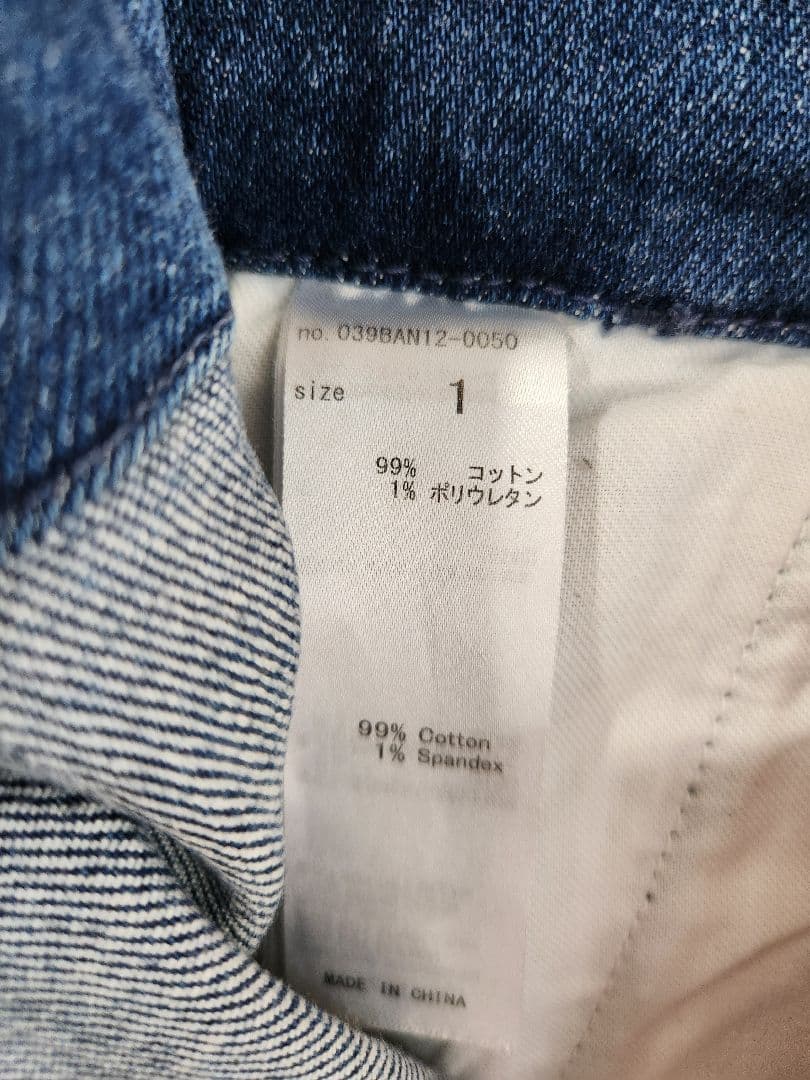 no. 039BAN12-0050
size 1
99% コットン
1% ポリウレタン
99% Cotton
1% Spandex
MADE IN CHINA